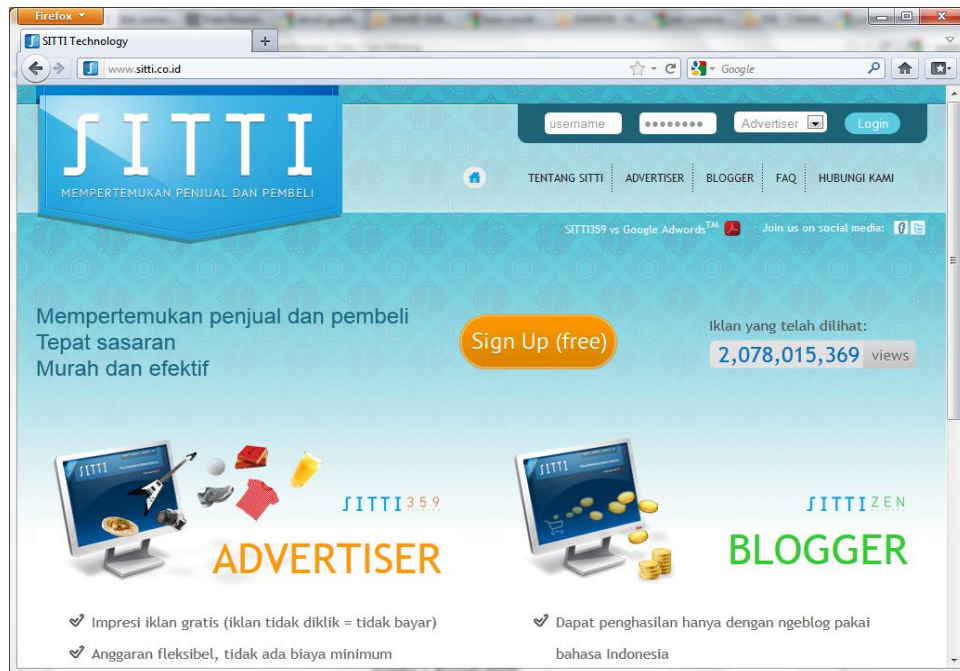 Firefox
SITTI Technology
www.sitti.co.id
Google
SITTI
MEMPERTEMUKAN PENJUAL DAN PEMBELI
username
Advertiser
Login
TENTANG SITTI
ADVERTISER
BLOGGER
FAQ
HUBUNGI KAMI
SITTI359 vs Google Adwords™
Join us on social media:
Mempertemukan penjual dan pembeli
Tepat sasaran
Murah dan efektif
Sign Up (free)
Iklan yang telah dilihat:
2,078,015,369 views
SITTI
SITTI359
ADVERTISER
Impresi iklan gratis (iklan tidak diklik = tidak bayar)
Anggaran fleksibel, tidak ada biaya minimum
SITTI
SITTIZEN
BLOGGER
Dapat penghasilan hanya dengan ngeblog pakai
bahasa Indonesia